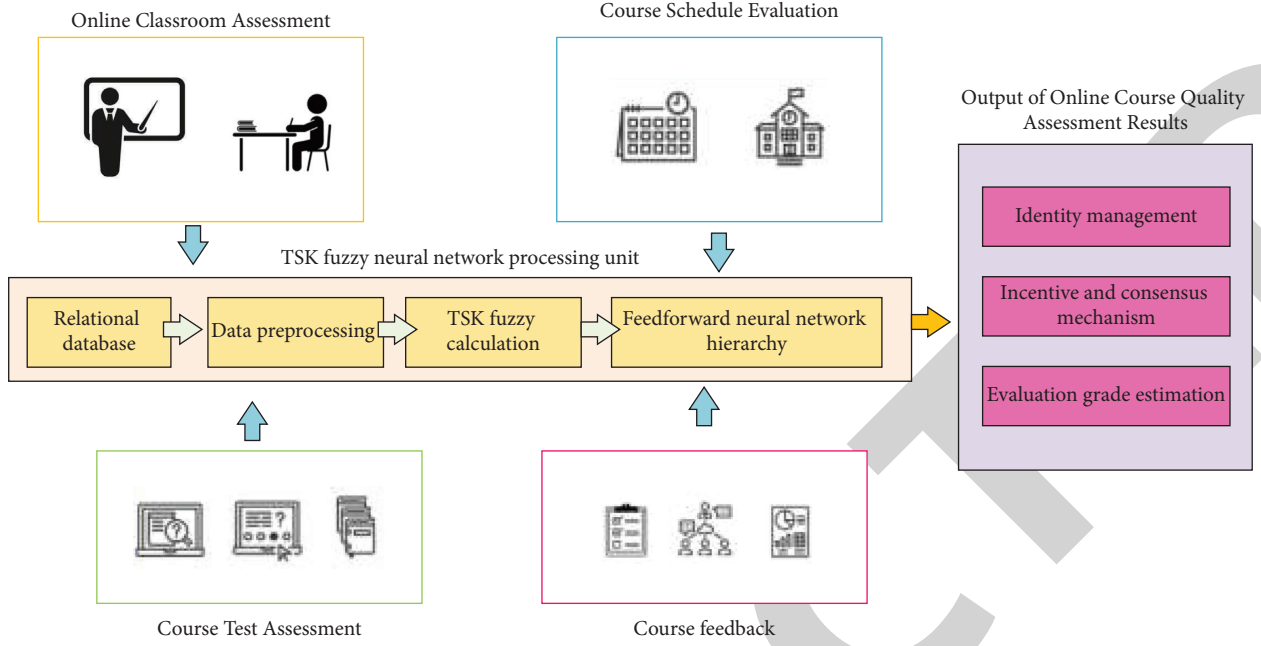 Online Classroom Assessment
Course Schedule Evaluation
Output of Online Course Quality
Assessment Results
TSK fuzzy neural network processing unit
Relational
database
Data preprocessing
TSK fuzzy
calculation
Feedforward neural network
hierarchy
Identity management
Incentive and consensus
mechanism
Evaluation grade estimation
Course Test Assessment
Course feedback